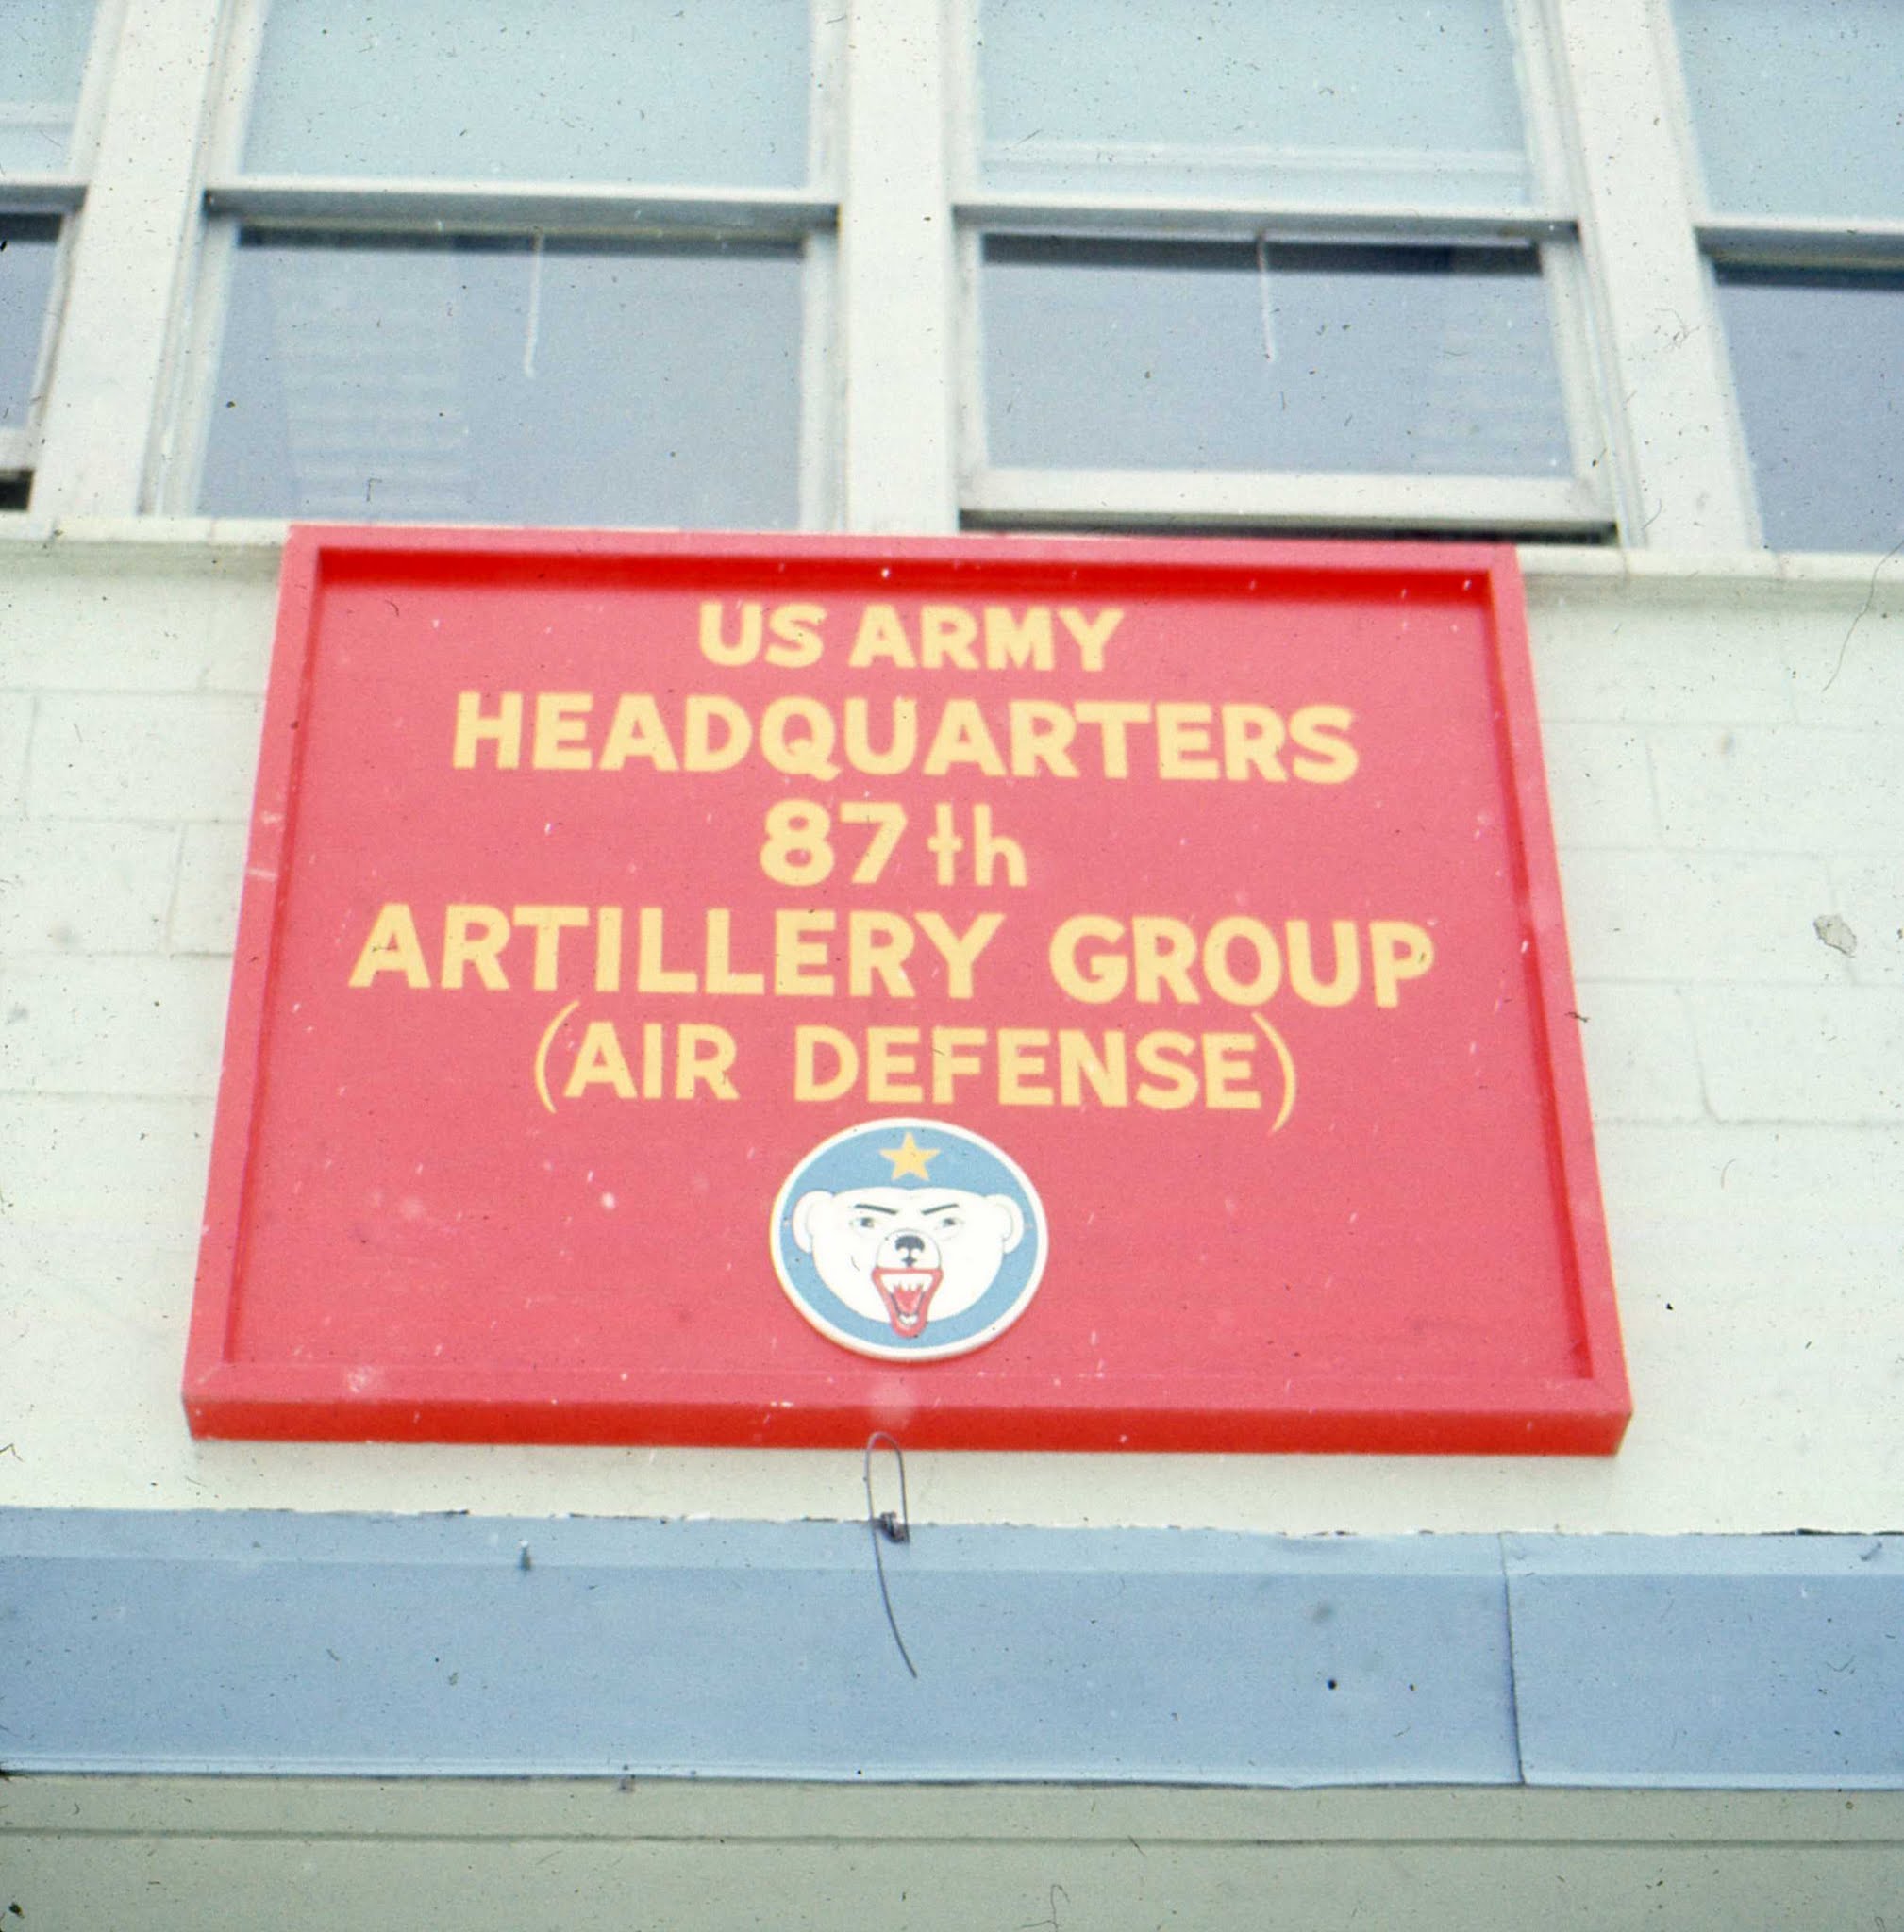 US ARMY
HEADQUARTERS
87th
ARTILLERY GROUP
(AIR DEFENSE)